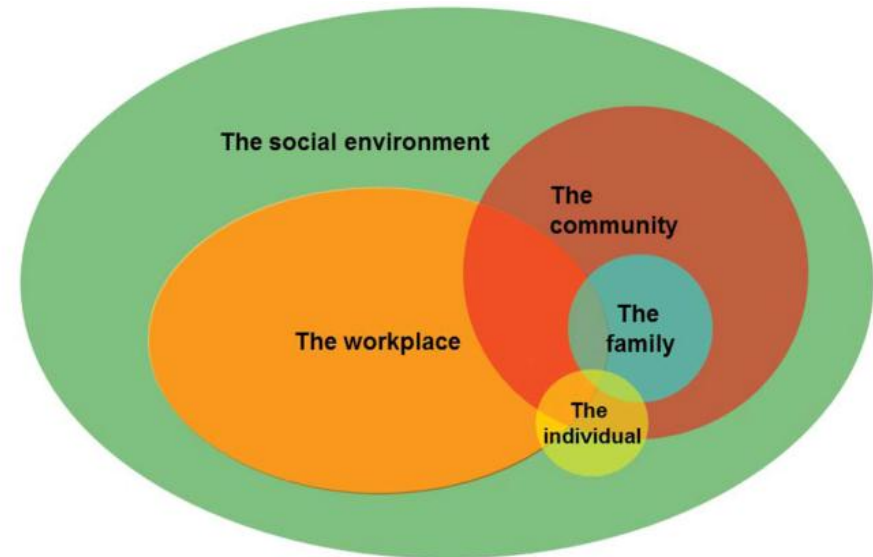 The social environment
The
community
The workplace
The
family
The
individual